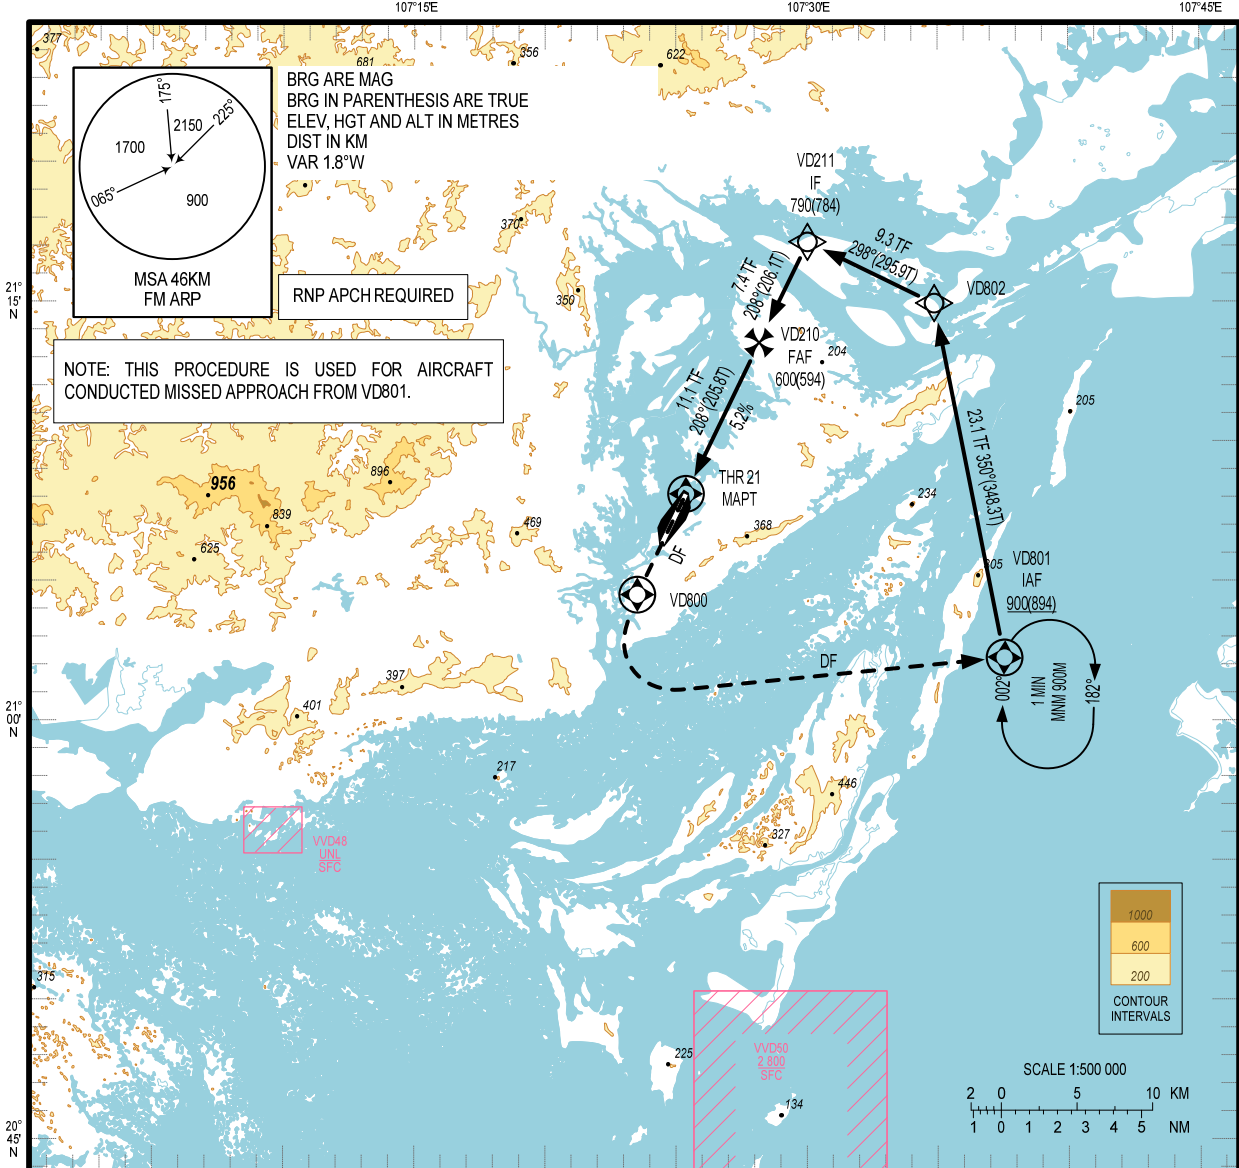 107°15'E
107°30'E
107°45'E
377
681
356
622
175°
2150
225°
1700
065°
900
MSA 46KM
FM ARP
BRG ARE MAG
BRG IN PARENTHESIS ARE TRUE
ELEV, HGT AND ALT IN METRES
DIST IN KM
VAR 1.8°W
RNP APCH REQUIRED
NOTE: THIS PROCEDURE IS USED FOR AIRCRAFT
CONDUCTED MISSED APPROACH FROM VD801.
370
350
VD211
IF
790(784)
9.3 TF
298°(295.9T)
VD802
7.4 TF
208°(206.1T)
VD210
FAF
600(594)
204
205
11.1 TF
208°(205.8T)
5.2%
23.1 TF 350°(348.3T)
21°
15'
N
956
896
839
625
469
THR 21
MAPT
234
368
DF
305
VD801
IAF
900(894)
VD800
DF
002°
1 MIN
MNM 900M
182°
397
401
21°
00'
N
217
446
327
VVD48
UNL
SFC
315
225
VVD50
2 800
SFC
134
1000
600
200
CONTOUR
INTERVALS
SCALE 1:500 000
2 0 5 10 KM
1 0 1 2 3 4 5 NM
20°
45'
N